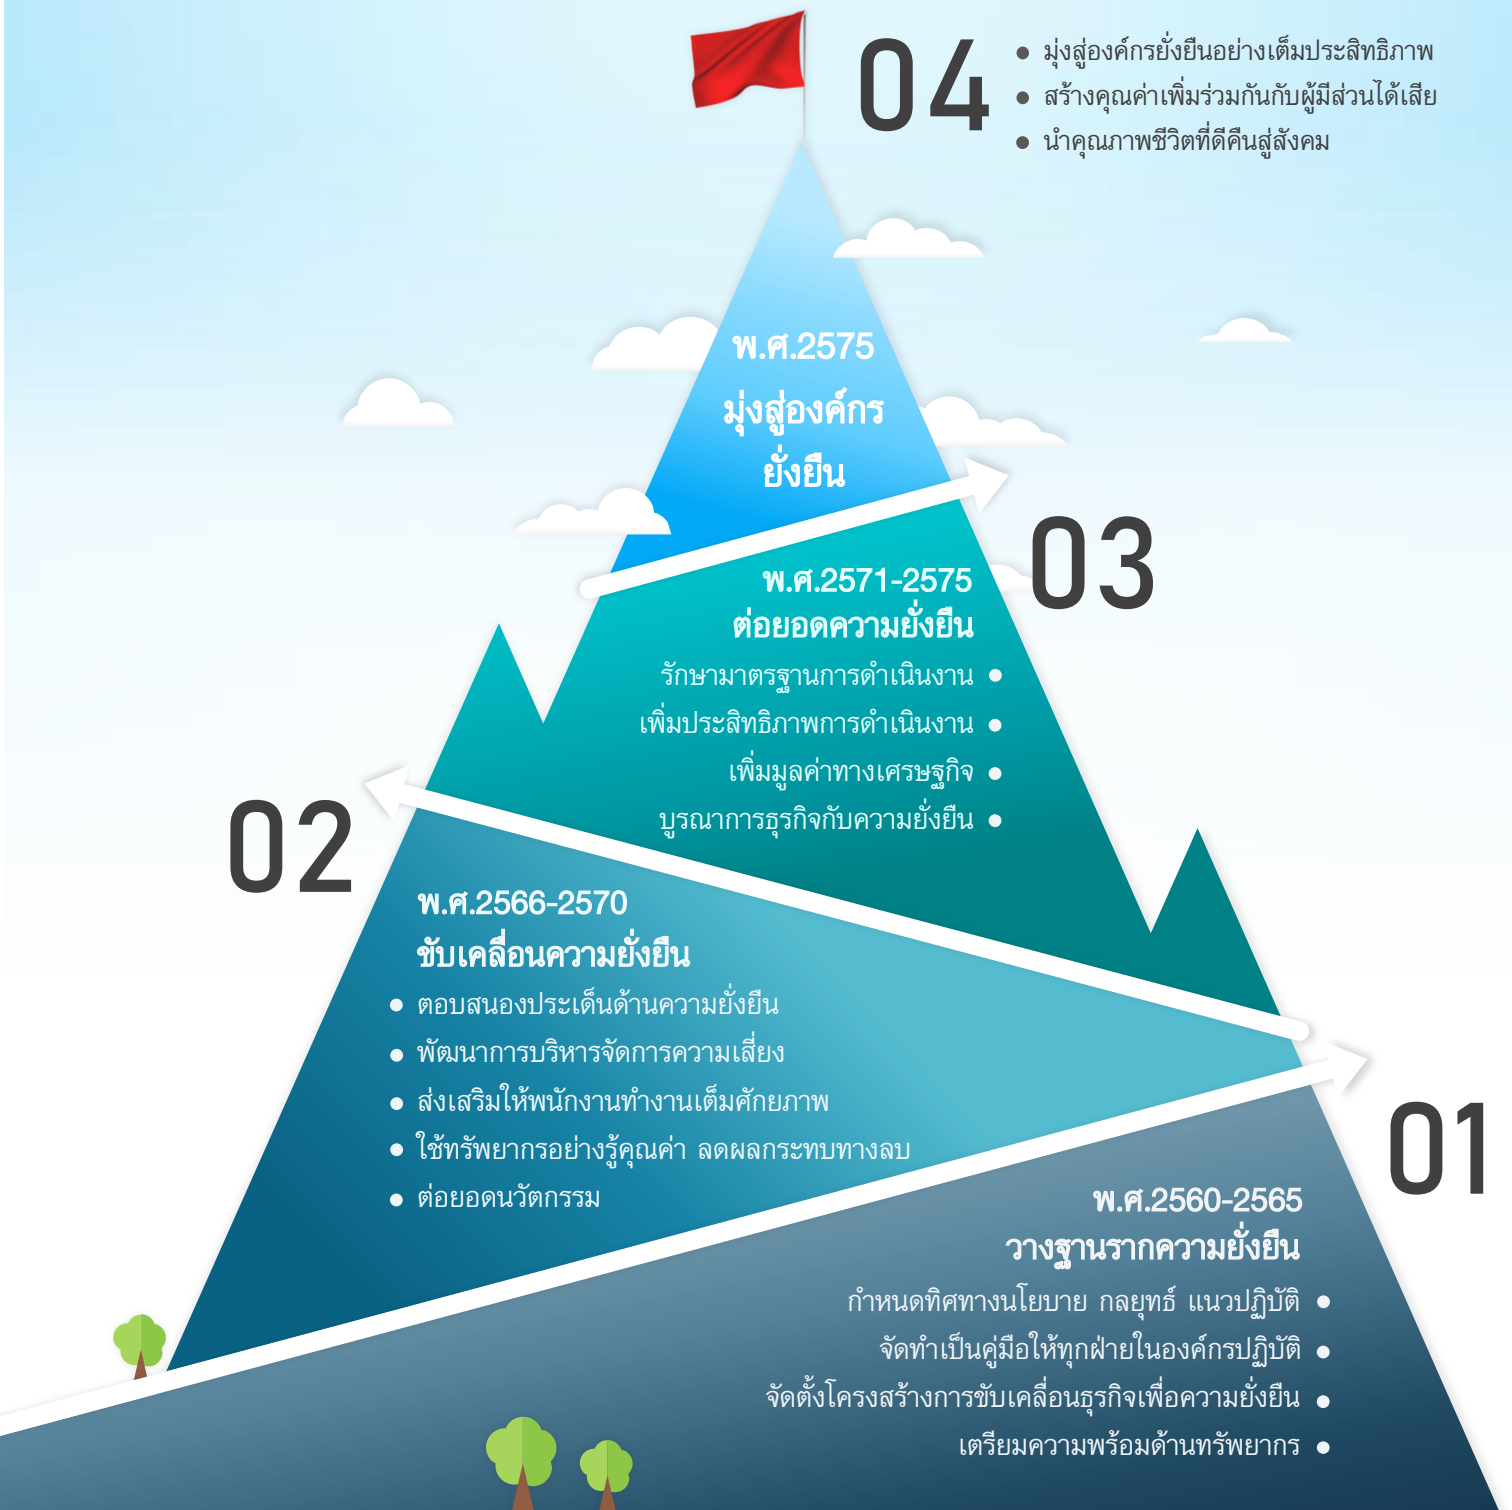 04
● มุ่งสู่องค์กรยั่งยืนอย่างเต็มประสิทธิภาพ
● สร้างคุณค่าเพิ่มร่วมกันกับผู้มีส่วนได้เสีย
● นำคุณภาพชีวิตที่ดีคืนสู่สังคม
พ.ศ.2575
มุ่งสู่องค์กร
ยั่งยืน
03
พ.ศ.2571-2575
ต่อยอดความยั่งยืน
รักษามาตรฐานการดำเนินงาน ●
เพิ่มประสิทธิภาพการดำเนินงาน ●
เพิ่มมูลค่าทางเศรษฐกิจ ●
บูรณาการธุรกิจกับความยั่งยืน ●
02
พ.ศ.2566-2570
ขับเคลื่อนความยั่งยืน
● ตอบสนองประเด็นด้านความยั่งยืน
● พัฒนาการบริหารจัดการความเสี่ยง
● ส่งเสริมให้พนักงานทำงานเต็มศักยภาพ
● ใช้ทรัพยากรอย่างรู้คุณค่า ลดผลกระทบทางลบ
● ต่อยอดนวัตกรรม
01
พ.ศ.2560-2565
วางฐานรากความยั่งยืน
กำหนดทิศทางนโยบาย กลยุทธ์ แนวปฏิบัติ ●
จัดทำเป็นคู่มือให้ทุกฝ่ายในองค์กรปฏิบัติ ●
จัดตั้งโครงสร้างการขับเคลื่อนธุรกิจเพื่อความยั่งยืน ●
เตรียมความพร้อมด้านทรัพยากร ●